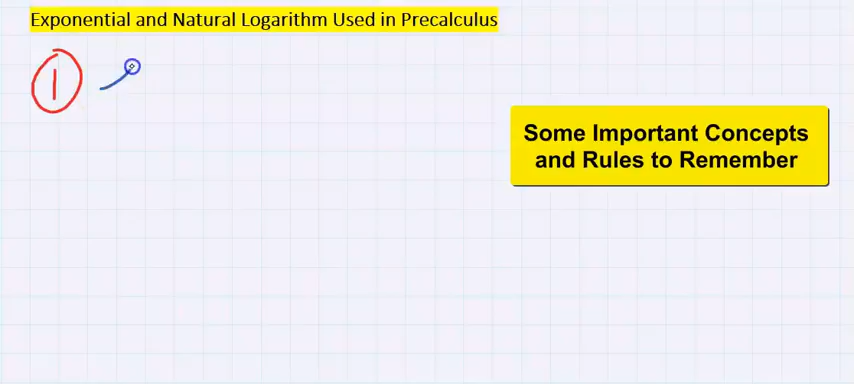 Exponential and Natural Logarithm Used in Precalculus
1
Some Important Concepts
and Rules to Remember